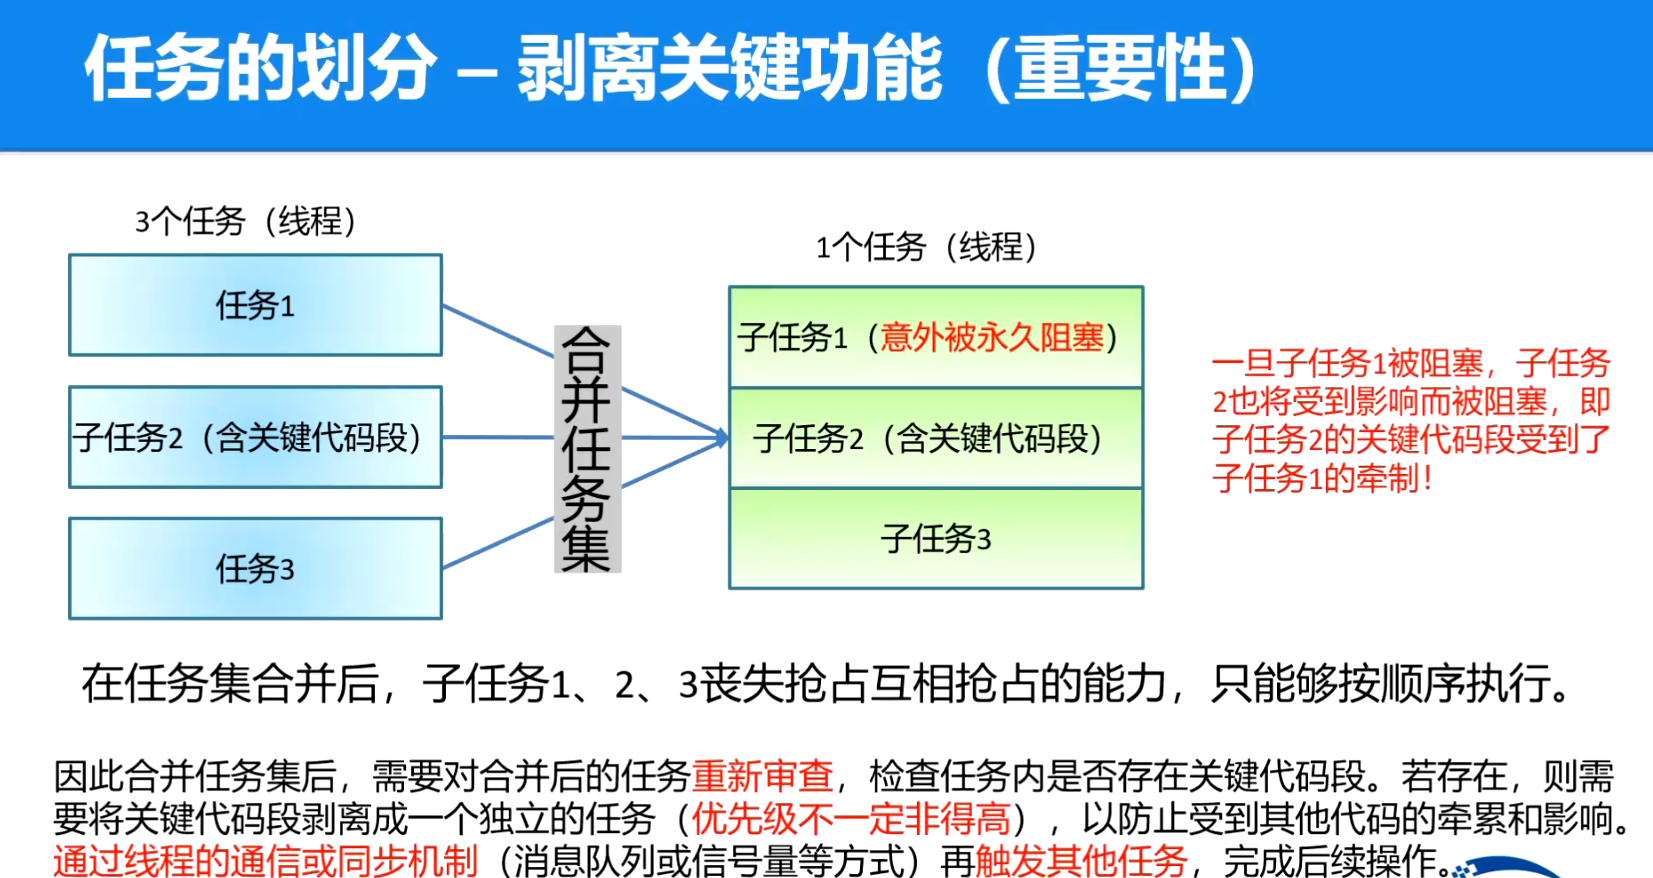 任务的划分 – 剥离关键功能（重要性）
3个任务（线程）
任务1
子任务2（含关键代码段）
任务3
合并任务集
1个任务（线程）
子任务1（意外被永久阻塞）
子任务2（含关键代码段）
子任务3
一旦子任务1被阻塞，子任务
2也将受到影响而被阻塞，即
子任务2的关键代码段受到了
子任务1的牵制！
在任务集合并后，子任务1、2、3丧失抢占互相抢占的能力，只能够按顺序执行。
因此合并任务集后，需要对合并后的任务重新审查，检查任务内是否存在关键代码段。若存在，则需
要将关键代码段剥离成一个独立的任务（优先级不一定非得高），以防止受到其他代码的牵累和影响。
通过线程的通信或同步机制（消息队列或信号量等方式）再触发其他任务，完成后续操作。